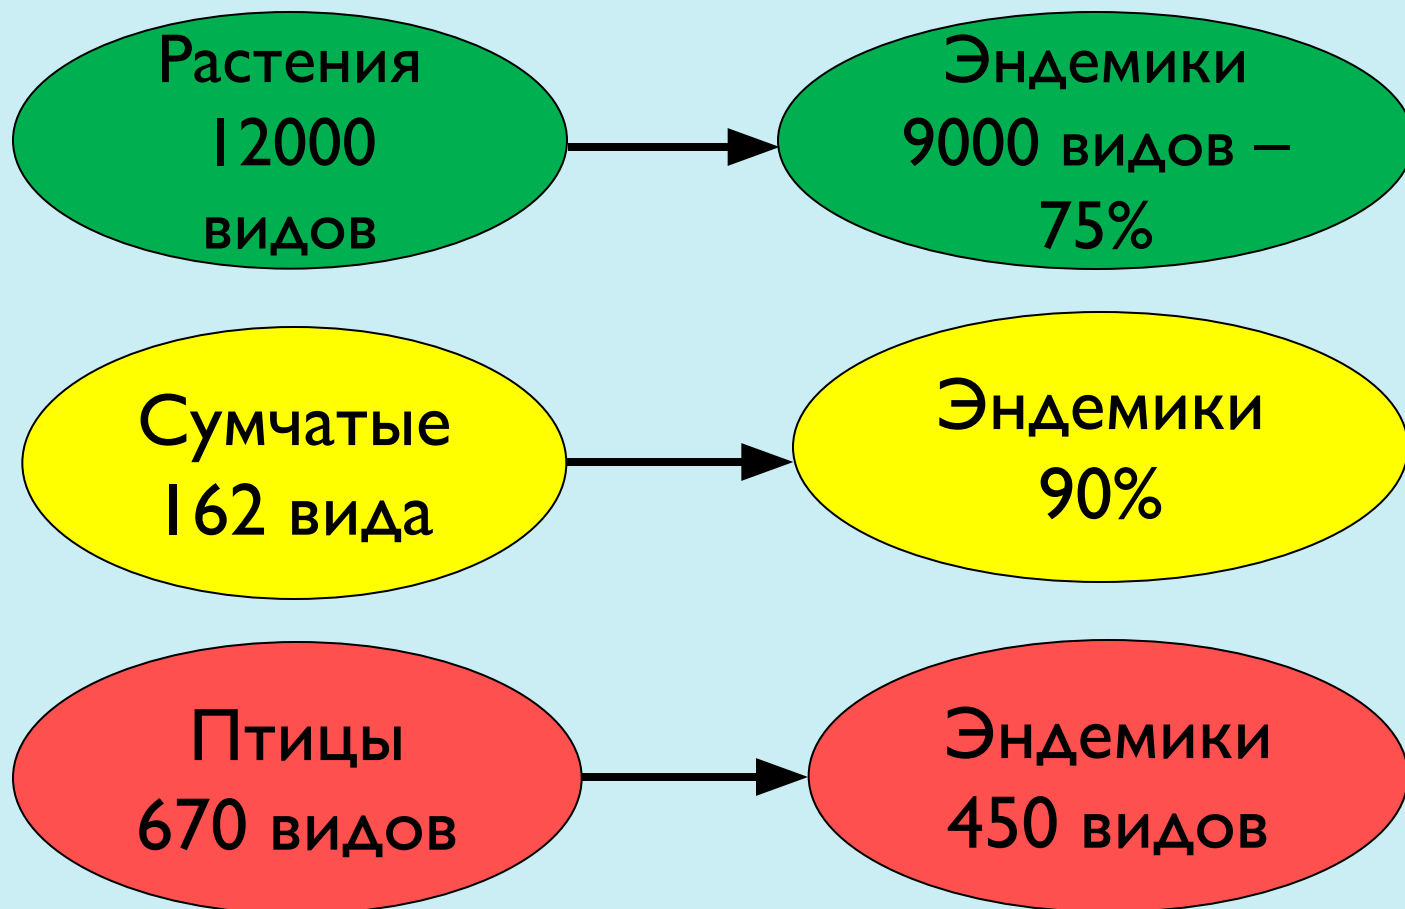 Растения
12000
видов
Эндемики
9000 видов –
75%
Сумчатые
162 вида
Эндемики
90%
Птицы
670 видов
Эндемики
450 видов